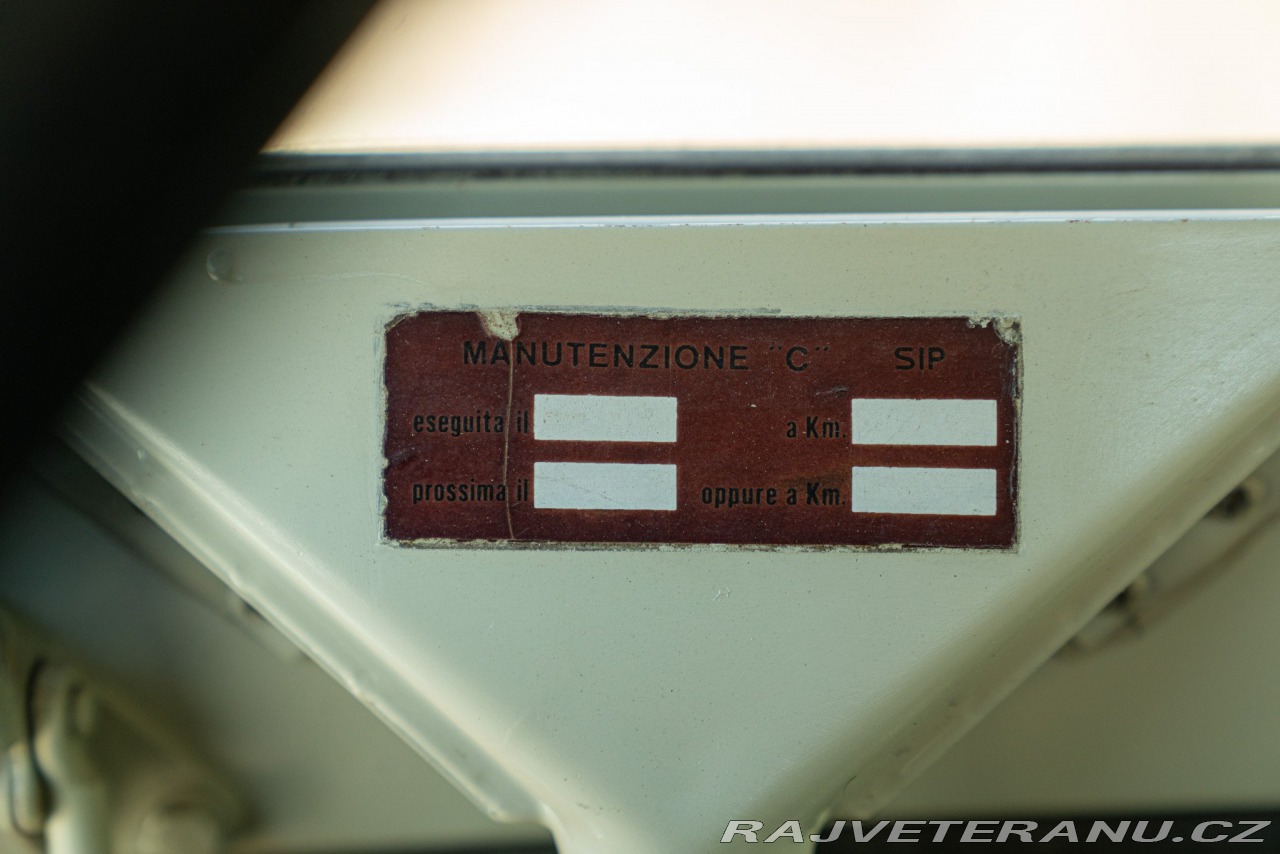 MANUTENZIONE "C" SIP
eseguita il a Km.
prossima il oppure a Km.
RAJVETERANU.CZ